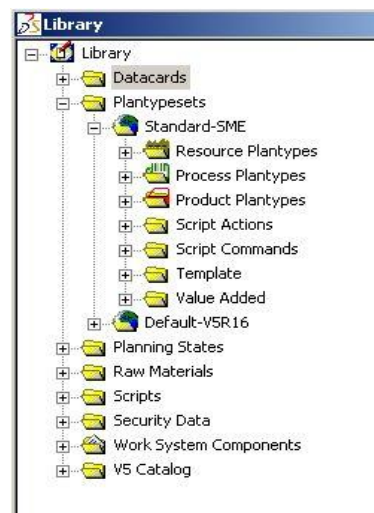 Library
Library
Datacards
Plantypesets
Standard-SME
Resource Plantypes
Process Plantypes
Product Plantypes
Script Actions
Script Commands
Template
Value Added
Default-V5R16
Planning States
Raw Materials
Scripts
Security Data
Work System Components
V5 Catalog